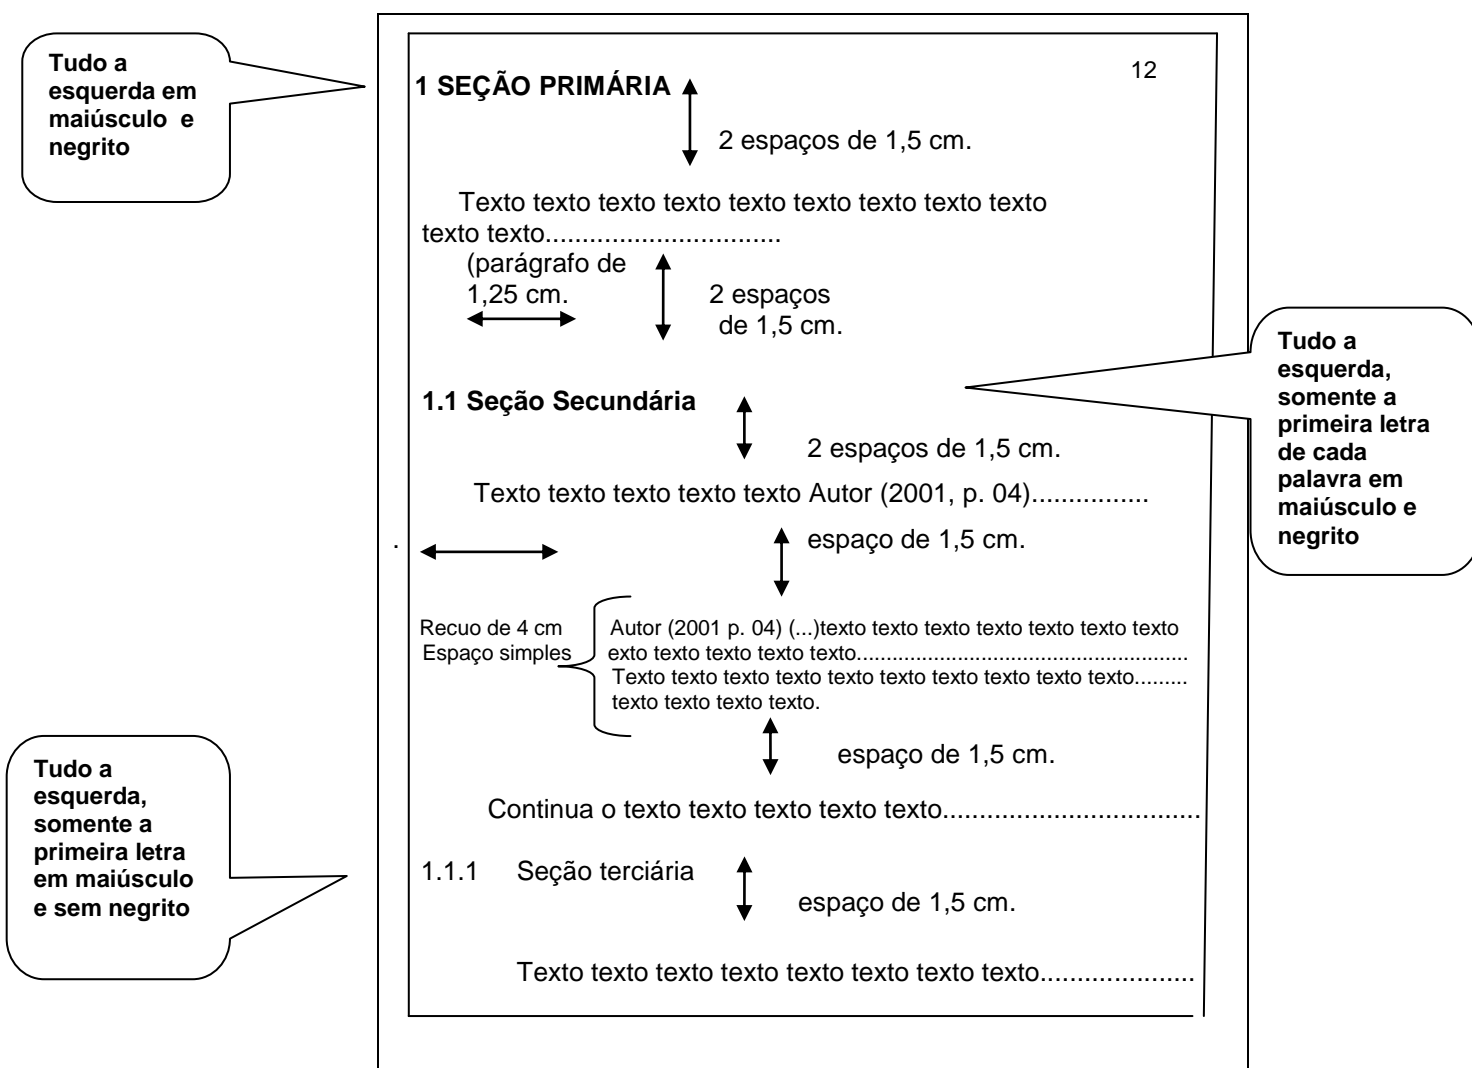 Tudo a
esquerda em
maiúsculo e
negrito
12
1 SEÇÃO PRIMÁRIA
2 espaços de 1,5 cm.
Texto texto texto texto texto texto texto texto texto
texto texto................................
(parágrafo de
1,25 cm.
2 espaços
de 1,5 cm.
Tudo a
esquerda,
somente a
primeira letra
de cada
palavra em
maiúsculo e
negrito
1.1 Seção Secundária
2 espaços de 1,5 cm.
Texto texto texto texto texto Autor (2001, p. 04)................
espaço de 1,5 cm.
.
Recuo de 4 cm
Espaço simples
Autor (2001 p. 04) (...)texto texto texto texto texto texto texto
exto texto texto texto texto.........................................................
Texto texto texto texto texto texto texto texto texto texto.........
texto texto texto texto.
espaço de 1,5 cm.
Continua o texto texto texto texto texto..................................
Tudo a
esquerda,
somente a
primeira letra
em maiúsculo
e sem negrito
1.1.1 Seção terciária
espaço de 1,5 cm.
Texto texto texto texto texto texto texto texto.....................